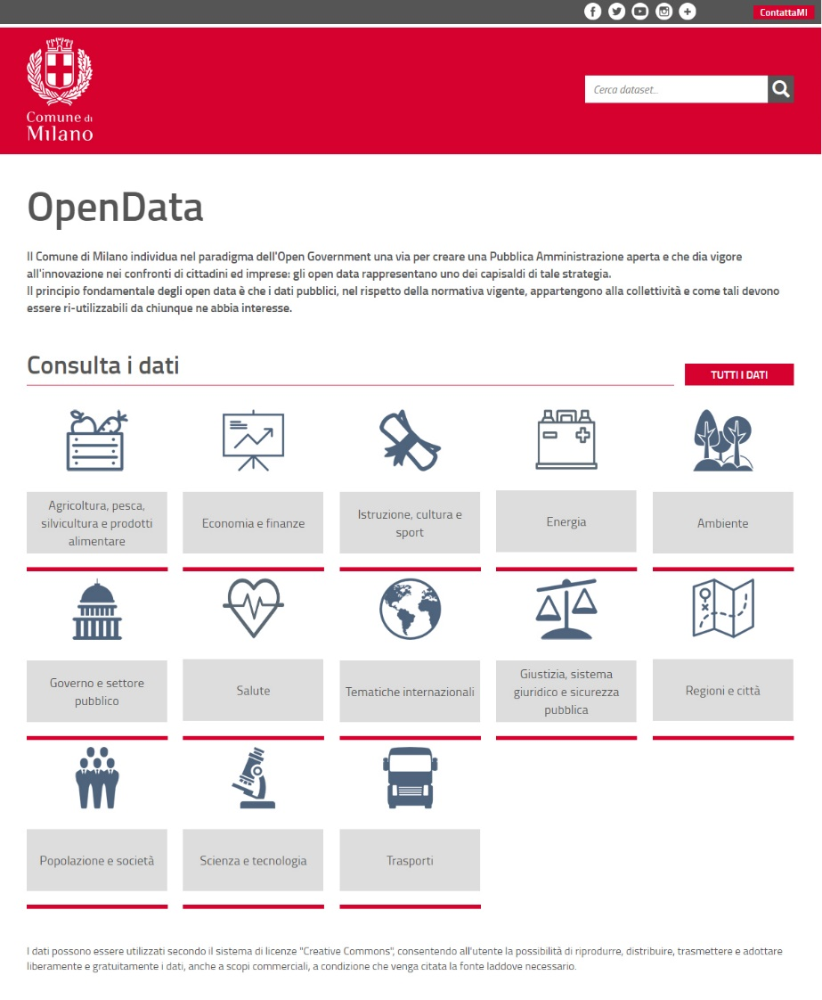 ContattaMI
Comune di
Milano
Cerca dataset..
OpenData
Il Comune di Milano individua nel paradigma dell'Open Government una via per creare una Pubblica Amministrazione aperta e che dia vigore
all'innovazione nei confronti di cittadini ed imprese: gli open data rappresentano uno dei capisaldi di tale strategia.
Il principio fondamentale degli open data è che i dati pubblici, nel rispetto della normativa vigente, appartengono alla collettività e come tali devono
essere ri-utilizzabili da chiunque ne abbia interesse.
Consulta i dati
TUTTI I DATI
Agricoltura, pesca,
silvicultura e prodotti
alimentare
Economia e finanze
Istruzione, cultura e
sport
Energia
Ambiente
Governo e settore
pubblico
Salute
Tematiche internazionali
Giustizia, sistema
giuridico e sicurezza
pubblica
Regioni e città
Popolazione e società
Scienza e tecnologia
Trasporti
I dati possono essere utilizzati secondo il sistema di licenze "Creative Commons", consentendo all'utente la possibilità di riprodurre, distribuire, trasmettere e adottare
liberamente e gratuitamente i dati, anche a scopi commerciali, a condizione che venga citata la fonte laddove necessario.